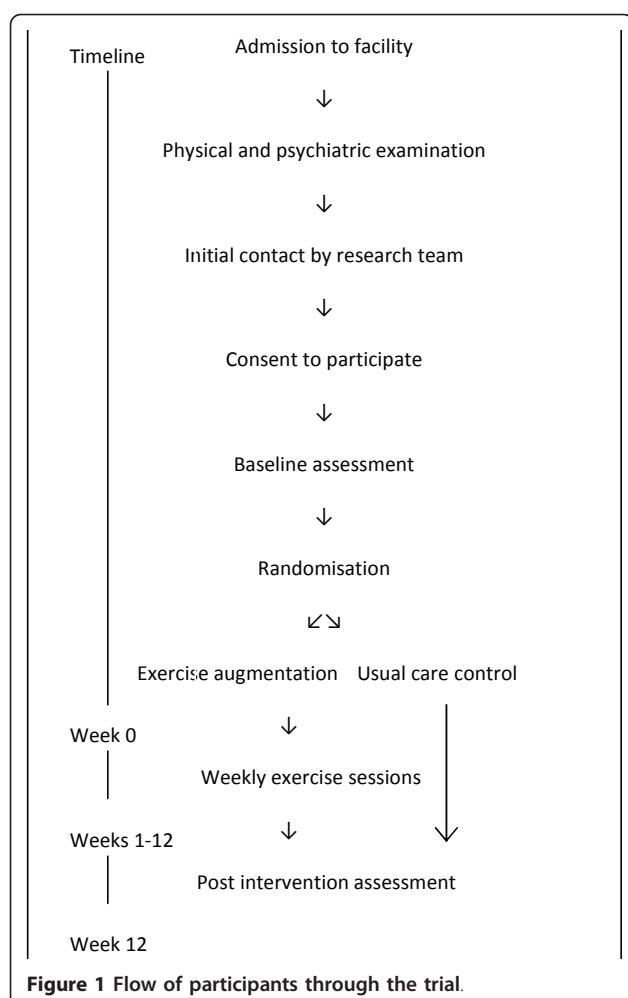 Timeline
Admission to facility
↓
Physical and psychiatric examination
↓
Initial contact by research team
↓
Consent to participate
↓
Baseline assessment
↓
Randomisation
↙↘
Exercise augmentation Usual care control
Week 0
↓
Weekly exercise sessions
↓
Weeks 1-12
Post intervention assessment
Week 12
Figure 1 Flow of participants through the trial.